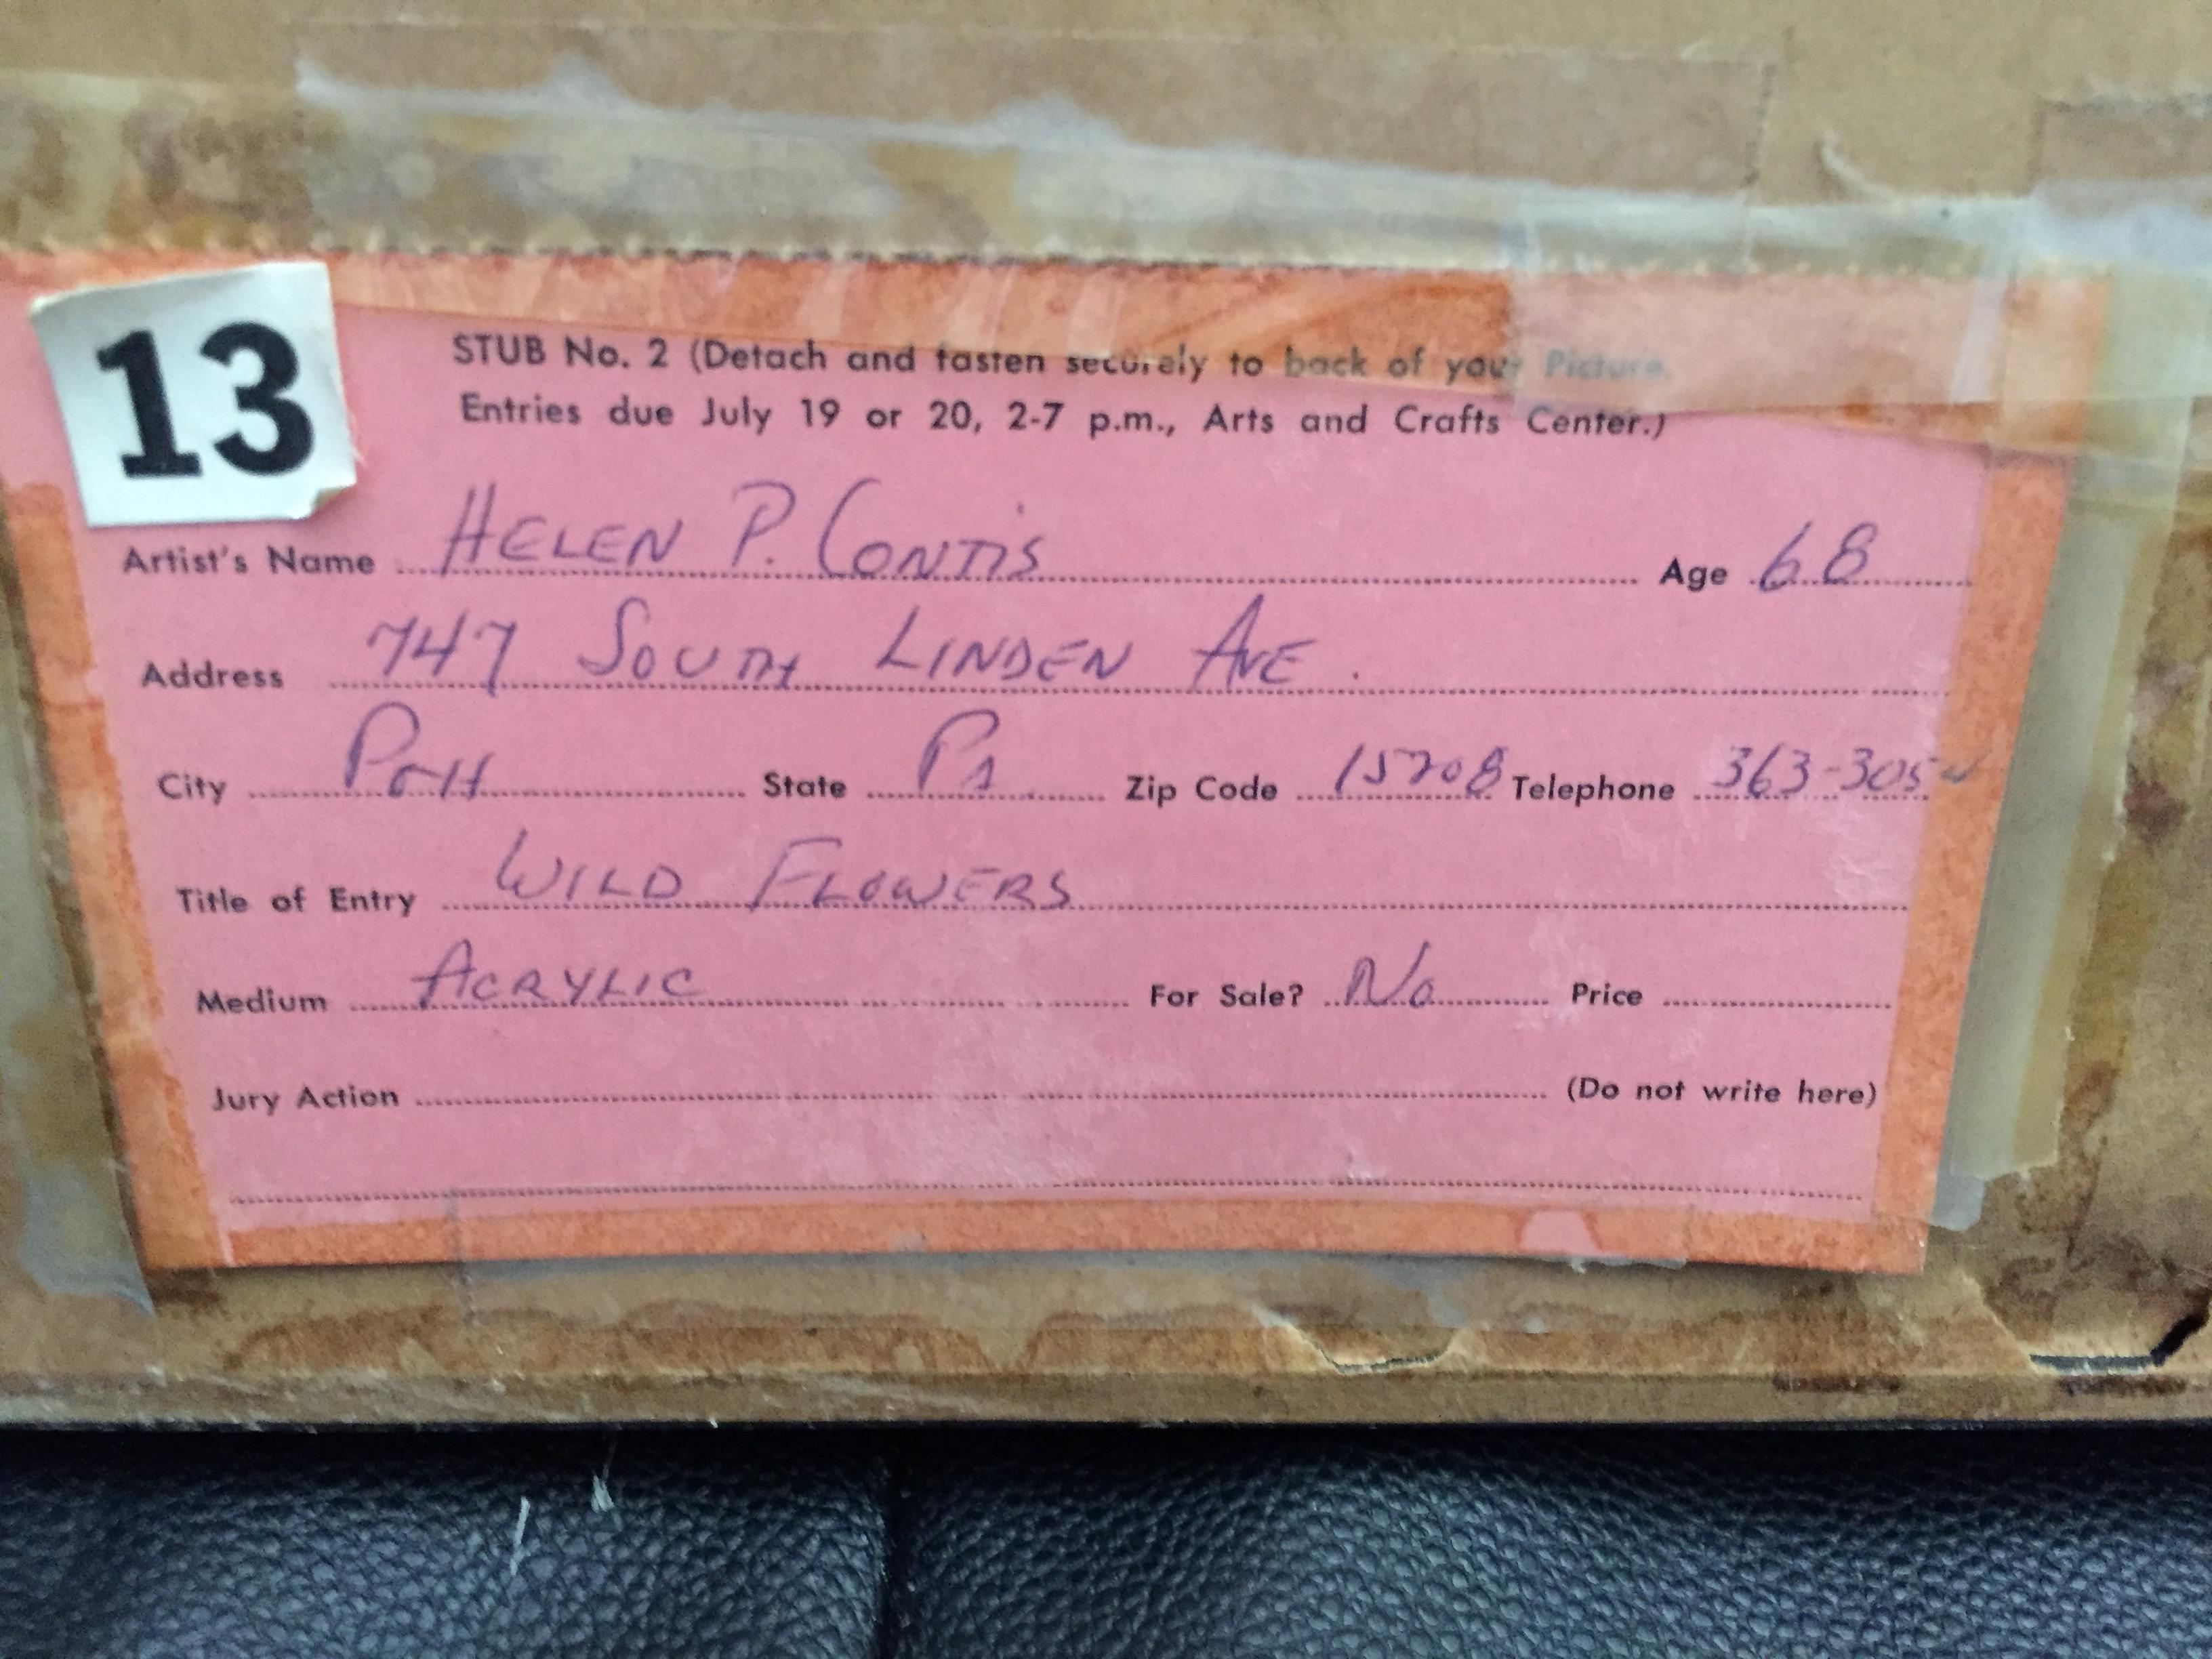 13
STUB No. 2 (Detach and fasten securely to back of your Picture.
Entries due July 19 or 20, 2-7 p.m., Arts and Crafts Center.)
Artist's Name HELEN P. CONTIS Age 68
Address 747 SOUTH LINDEN AVE.
City PGH State PA Zip Code 15208 Telephone
Title of Entry WILD FLOWERS
Medium ACRYLIC For Sale? No Price
Jury Action (Do not write here)